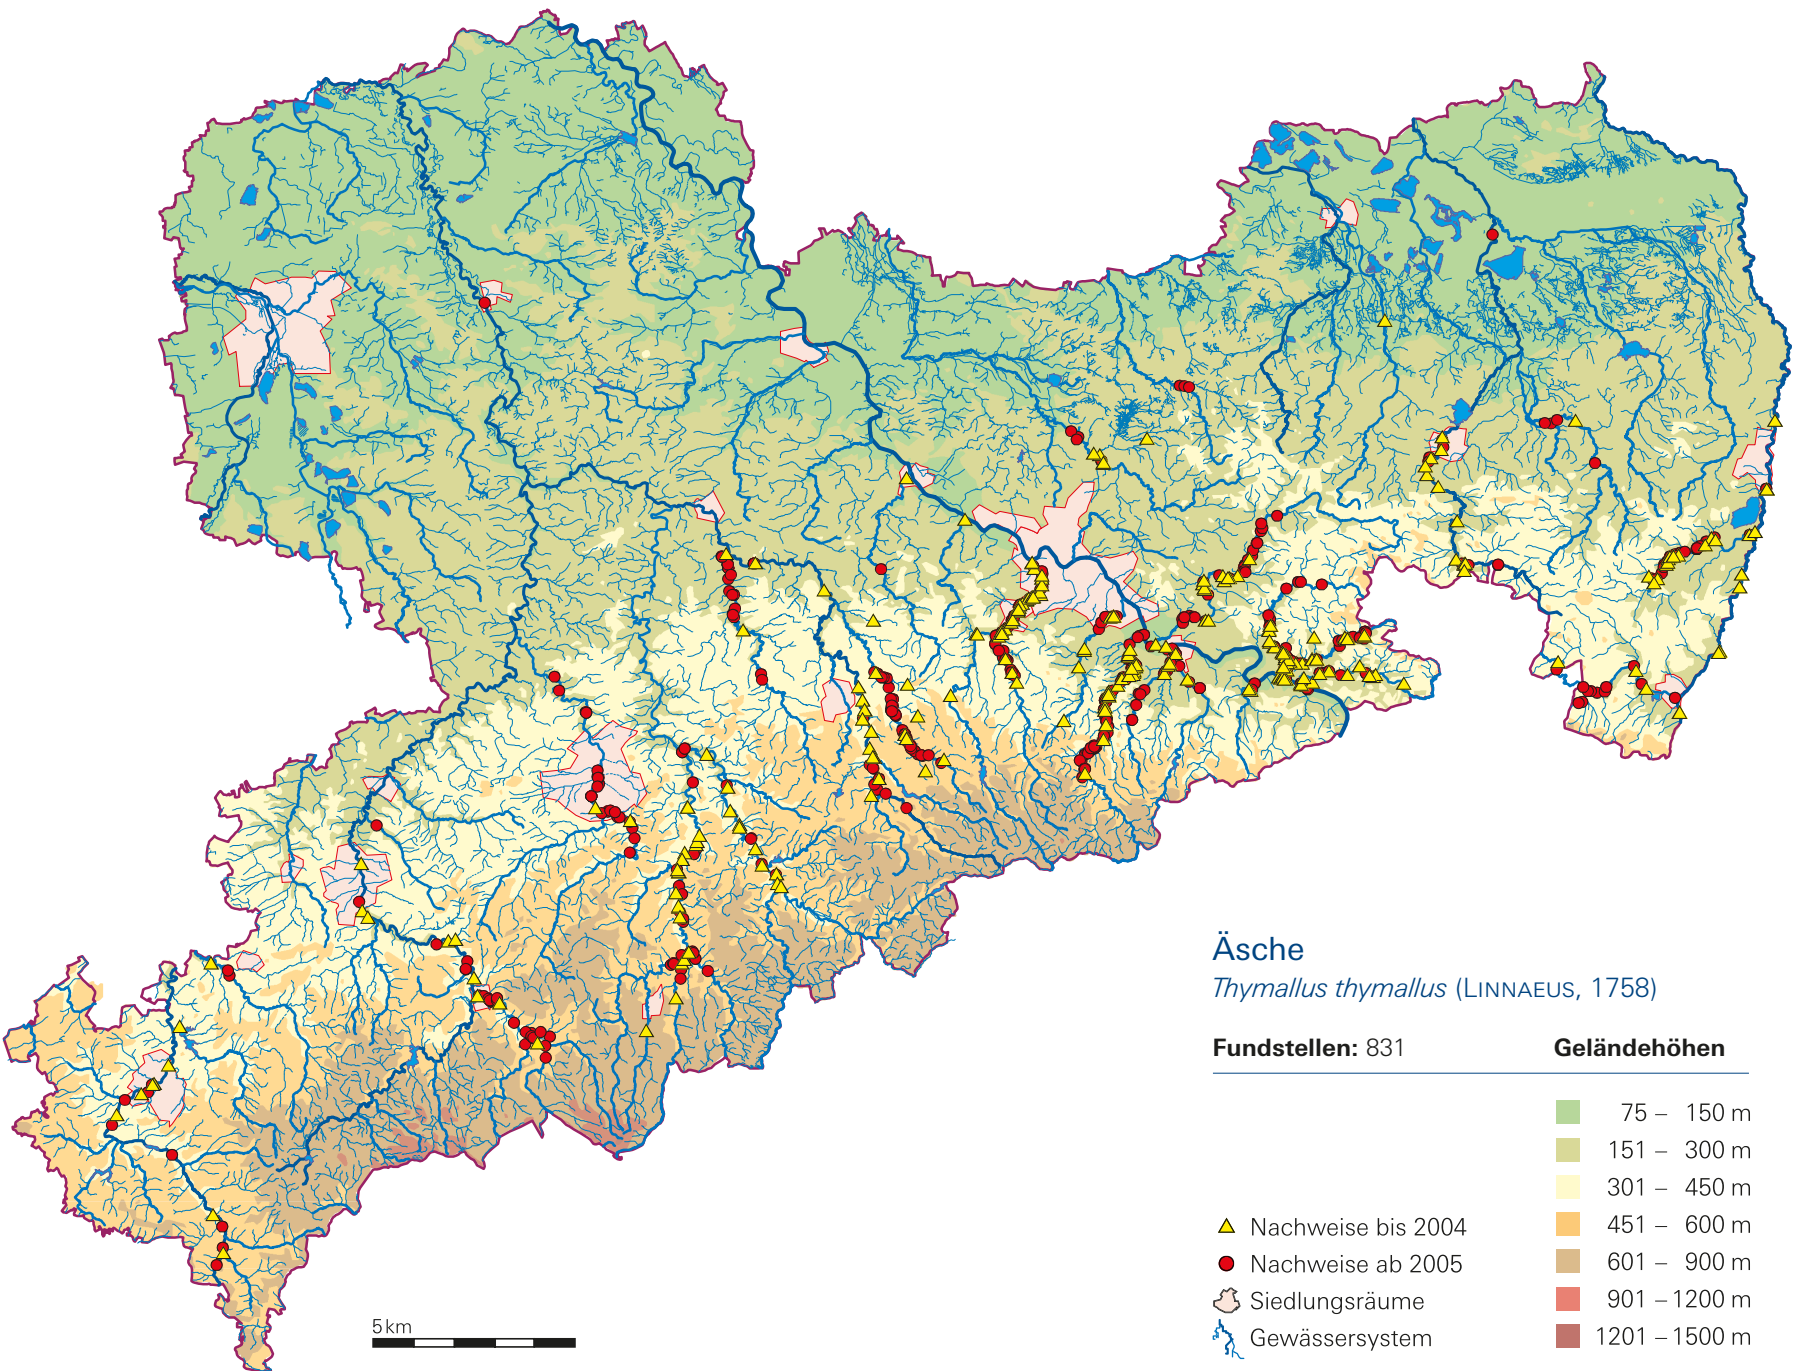 Äsche
Thymallus thymallus (LINNAEUS, 1758)
Fundstellen: 831
Geländehöhen
75 – 150 m
151 – 300 m
301 – 450 m
451 – 600 m
601 – 900 m
901 – 1200 m
1201 – 1500 m
Nachweise bis 2004
Nachweise ab 2005
Siedlungsräume
Gewässersystem
5 km